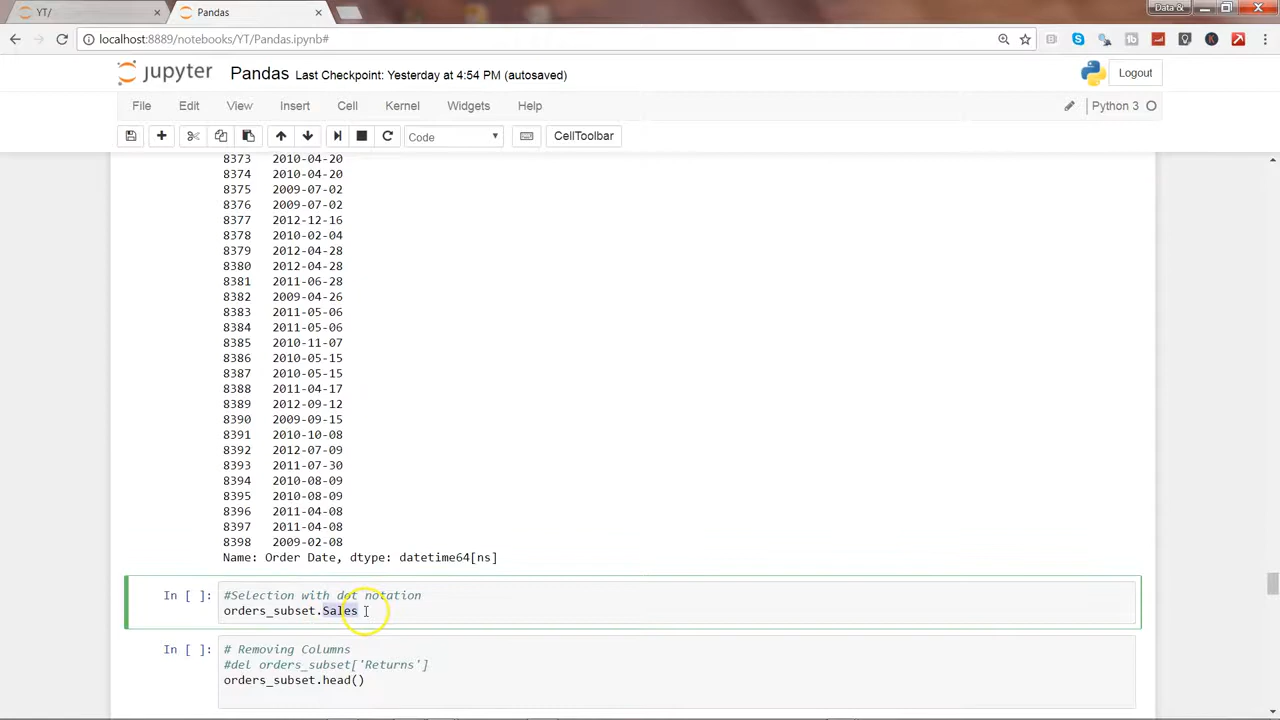 YT/
Pandas
Data &
localhost:8889/notebooks/YT/Pandas.ipynb#
jupyter
Pandas Last Checkpoint: Yesterday at 4:54 PM (autosaved)
Logout
File Edit View Insert Cell Kernel Widgets Help
Python 3
Code
CellToolbar
8373 2010-04-20
8374 2010-04-20
8375 2009-07-02
8376 2009-07-02
8377 2012-12-16
8378 2010-02-04
8379 2012-04-28
8380 2012-04-28
8381 2011-06-28
8382 2009-04-26
8383 2011-05-06
8384 2011-05-06
8385 2010-11-07
8386 2010-05-15
8387 2010-05-15
8388 2011-04-17
8389 2012-09-12
8390 2009-09-15
8391 2010-10-08
8392 2012-07-09
8393 2011-07-30
8394 2010-08-09
8395 2010-08-09
8396 2011-04-08
8397 2011-04-08
8398 2009-02-08
Name: Order Date, dtype: datetime64[ns]
In [ ]: #Selection with dot notation
orders_subset.Sales
In [ ]: # Removing Columns
#del orders_subset['Returns']
orders_subset.head()